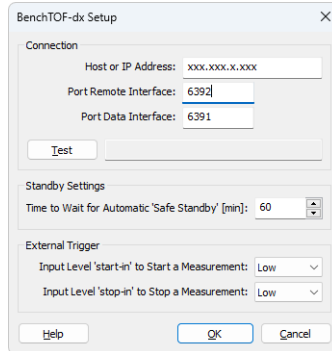 BenchTOF-dx Setup
Connection
Host or IP Address: xxx.xxx.x.xxx
Port Remote Interface: 6392
Port Data Interface: 6391
Test
Standby Settings
Time to Wait for Automatic 'Safe Standby' [min]: 60
External Trigger
Input Level 'start-in' to Start a Measurement: Low
Input Level 'stop-in' to Stop a Measurement: Low
Help OK Cancel